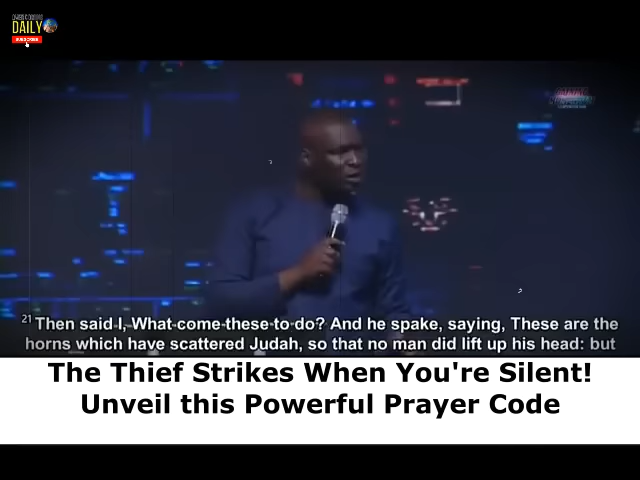 DAILY
SUBSCRIBE
21 Then said I, What come these to do? And he spake, saying, These are the
horns which have scattered Judah, so that no man did lift up his head: but
The Thief Strikes When You're Silent!
Unveil this Powerful Prayer Code